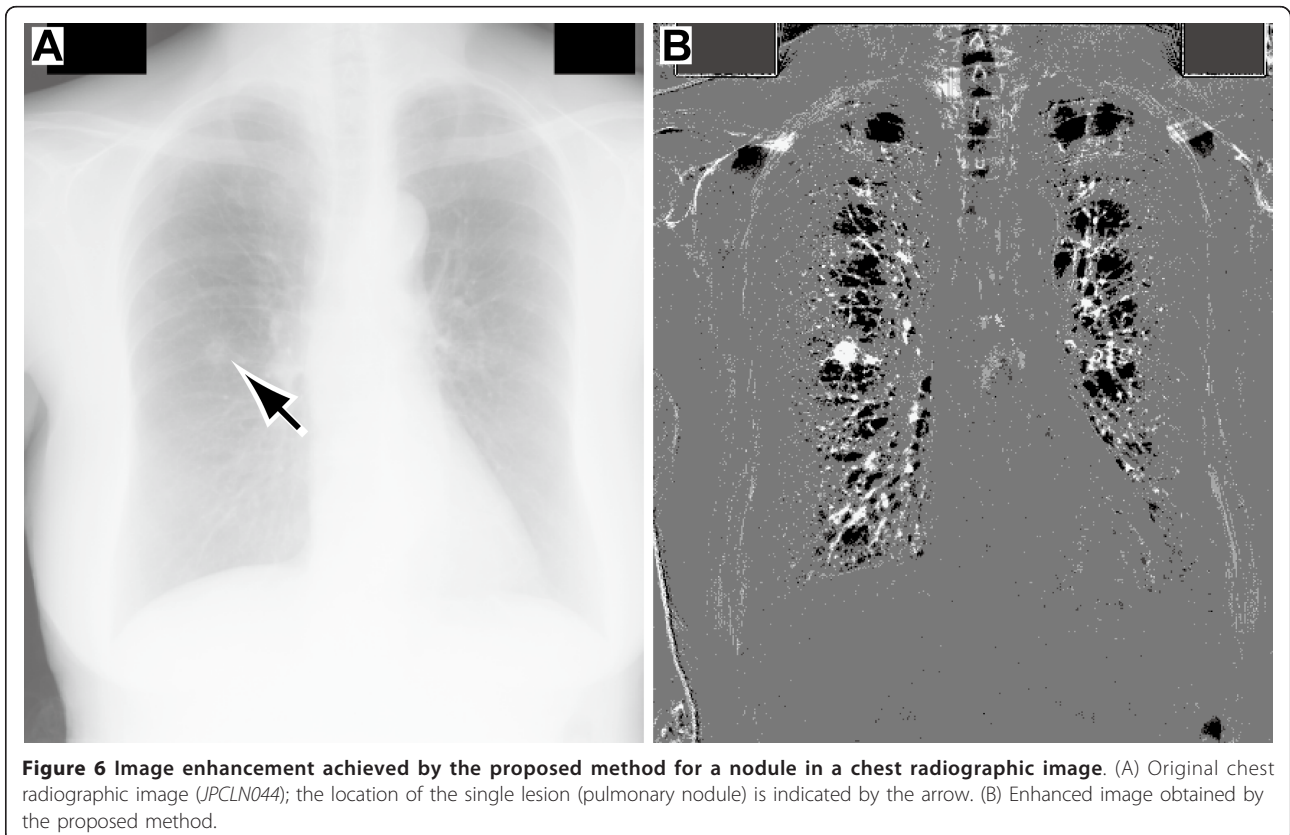 A
B
Figure 6 Image enhancement achieved by the proposed method for a nodule in a chest radiographic image. (A) Original chest
radiographic image (JPCLN044); the location of the single lesion (pulmonary nodule) is indicated by the arrow. (B) Enhanced image obtained by
the proposed method.